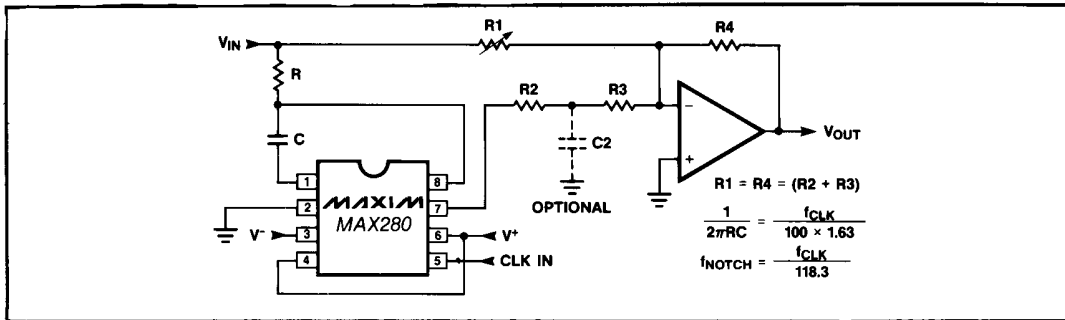 R1
R4
VIN
R
R2
R3
C
C2
1
8
MAXIM
OPTIONAL
2
7
MAX280
V-
3
6
V+
4
5
CLK IN
−
+
VOUT
R1 = R4 = (R2 + R3)
1/2πRC = fCLK/100 × 1.63
fNOTCH = fCLK/118.3